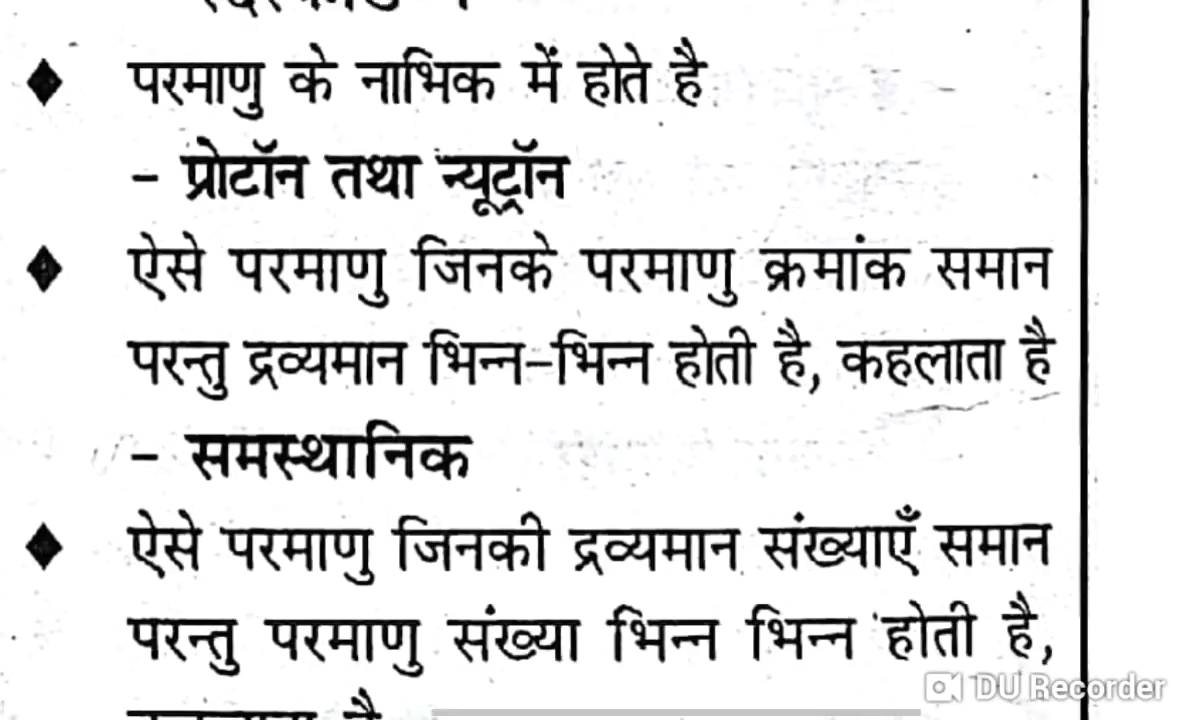 ♦ परमाणु के नाभिक में होते है
- प्रोटॉन तथा न्यूट्रॉन
♦ ऐसे परमाणु जिनके परमाणु क्रमांक समान
परन्तु द्रव्यमान भिन्न-भिन्न होती है, कहलाता है
- समस्थानिक
♦ ऐसे परमाणु जिनकी द्रव्यमान संख्याएँ समान
परन्तु परमाणु संख्या भिन्न भिन्न होती है,
DU Recorder